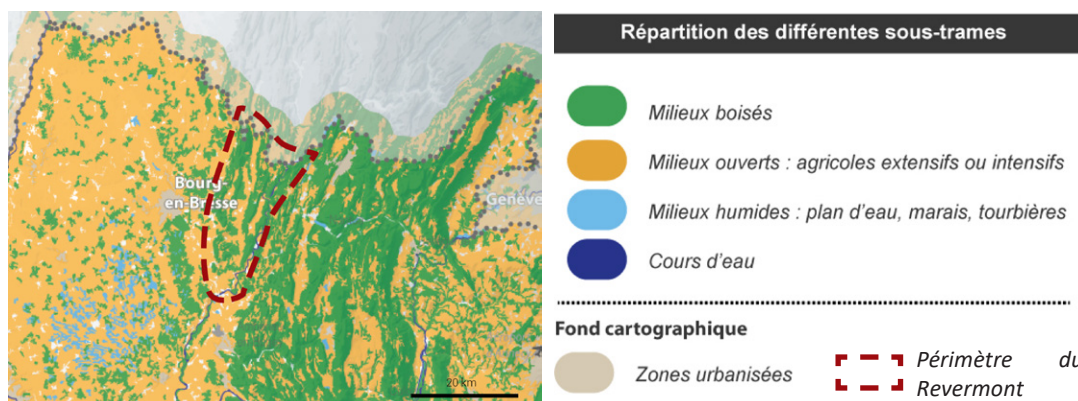 Bourg-
en-Bresse
Genève
20 km
Répartition des différentes sous-trames
Milieux boisés
Milieux ouverts : agricoles extensifs ou intensifs
Milieux humides : plan d'eau, marais, tourbières
Cours d'eau
Fond cartographique
Zones urbanisées
Périmètre du
Revermont